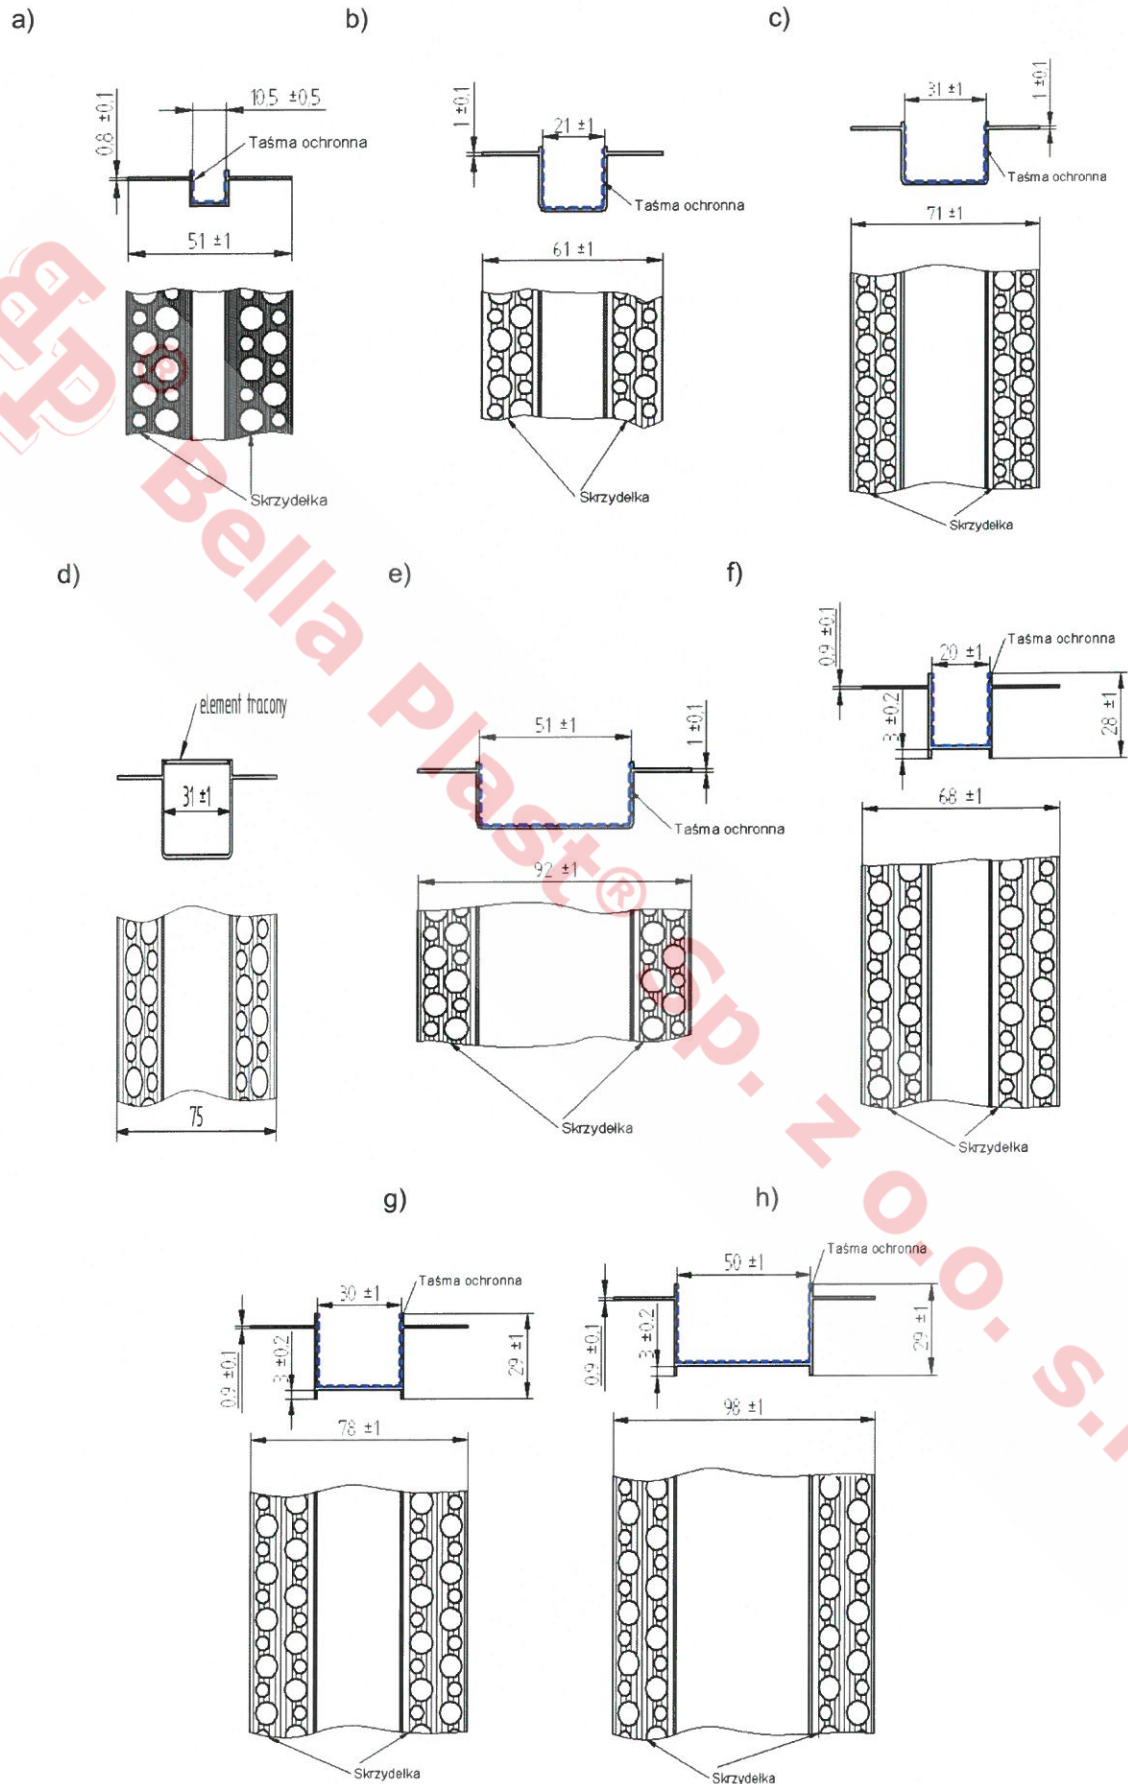 a)
10,5 ±0,5
0,8 ±0,1
Taśma ochronna
51 ±1
Skrzydełka
b)
1 ±0,1
21 ±1
Taśma ochronna
61 ±1
Skrzydełka
c)
31 ±1
1 ±0,1
Taśma ochronna
71 ±1
Skrzydełka
d)
element tracony
31 ±1
75
e)
51 ±1
1 ±0,1
Taśma ochronna
92 ±1
Skrzydełka
f)
0,9 ±0,1
20 ±1
Taśma ochronna
3 ±0,2
28 ±1
68 ±1
Skrzydełka
g)
30 ±1
Taśma ochronna
0,9 ±0,1
3 ±0,2
29 ±1
78 ±1
Skrzydełka
h)
50 ±1
Taśma ochronna
0,9 ±0,1
3 ±0,2
29 ±1
98 ±1
Skrzydełka
BP® Bella Plast® Sp. z o.o. s.